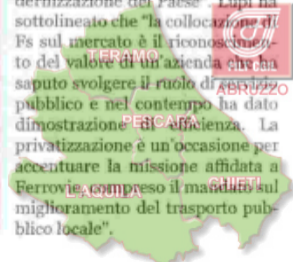 dernizzazione del Paese". Lupi ha
sottolineato che "la collocazione di
Fs sul mercato è il riconoscimen-
to del valore di un'azienda che ha
saputo svolgere il ruolo di servizio
pubblico e nel contempo ha dato
dimostrazione di efficienza. La
privatizzazione è un'occasione per
accentuare la missione affidata a
Ferrovie, compreso il mandato sul
miglioramento del trasporto pub-
blico locale".
TERAMO
ABRUZZO
PESCARA
L'AQUILA
CHIETI